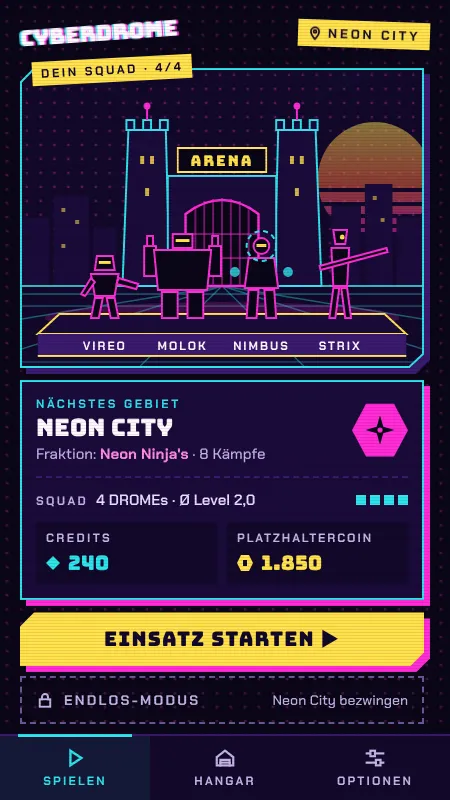 CYBERDROME
NEON CITY
DEIN SQUAD · 4/4
ARENA
VIREO MOLOK NIMBUS STRIX
NÄCHSTES GEBIET
NEON CITY
Fraktion: Neon Ninja's · 8 Kämpfe
SQUAD 4 DROMEs · Ø Level 2,0
CREDITS
240
PLATZHALTERCOIN
1.850
EINSATZ STARTEN ▶
ENDLOS-MODUS Neon City bezwingen
SPIELEN HANGAR OPTIONEN